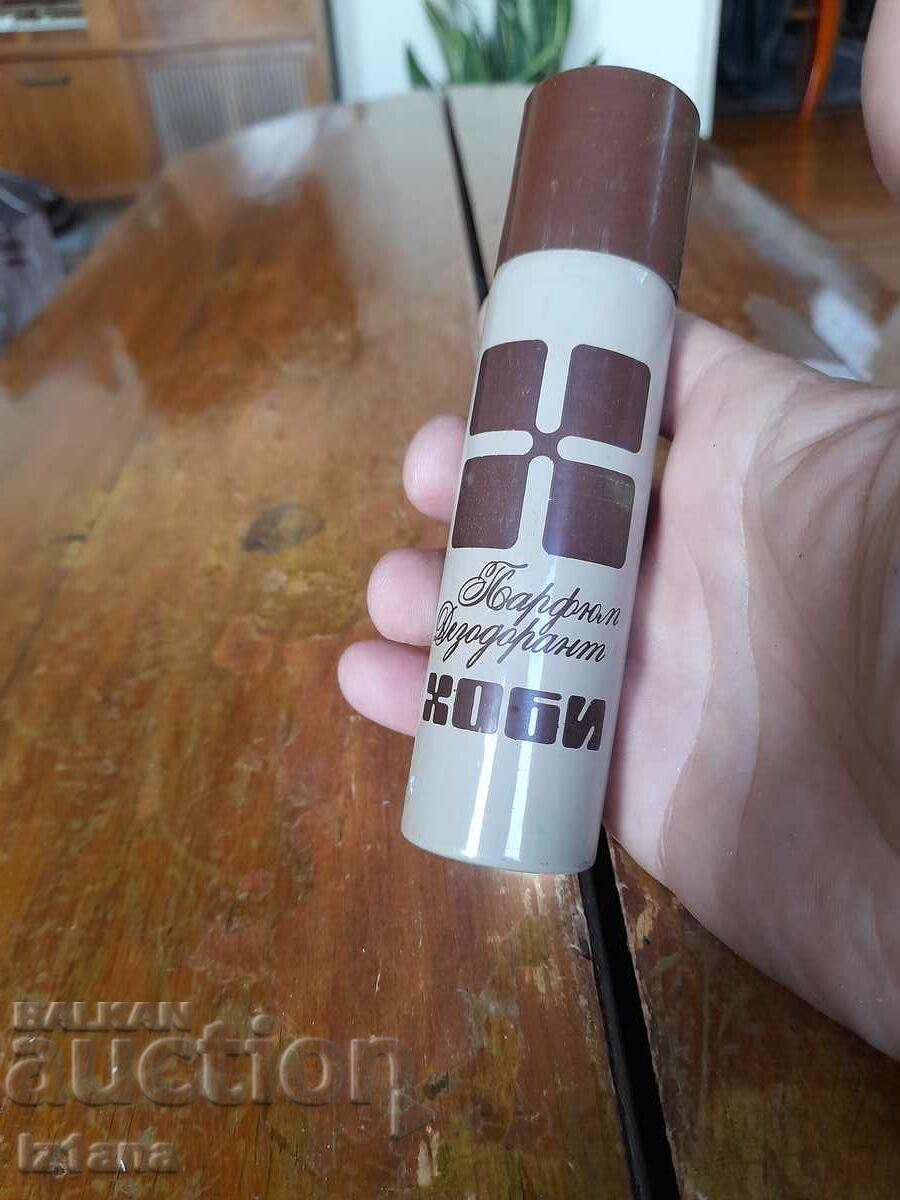 Парфюм
Дезодорант
ХОБИ
BALKAN
auction
iz1ana